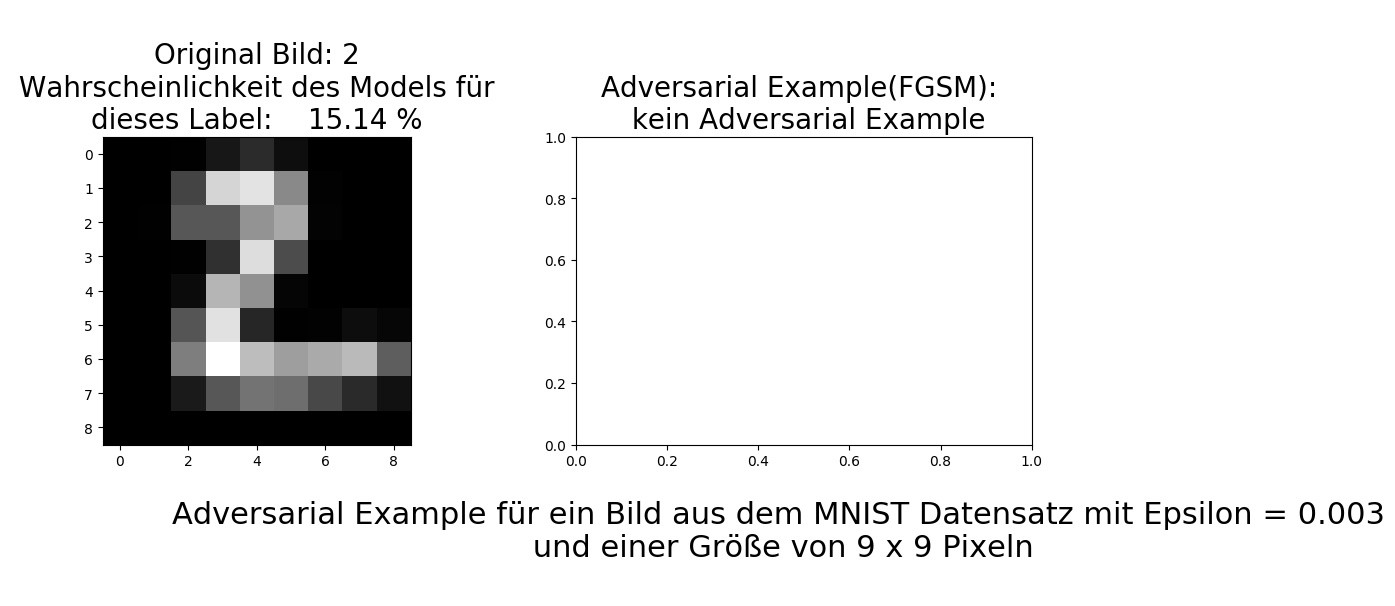 Original Bild: 2
Wahrscheinlichkeit des Models für
dieses Label:    15.14 %
0
1
2
3
4
5
6
7
8
0 2 4 6 8
Adversarial Example(FGSM):
kein Adversarial Example
1.0
0.8
0.6
0.4
0.2
0.0
0.0 0.2 0.4 0.6 0.8 1.0
Adversarial Example für ein Bild aus dem MNIST Datensatz mit Epsilon = 0.003
und einer Größe von 9 x 9 Pixeln